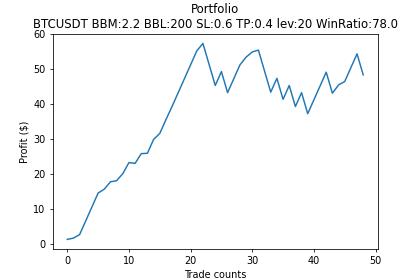 Portfolio
BTCUSDT BBM:2.2 BBL:200 SL:0.6 TP:0.4 lev:20 WinRatio:78.0
60
50
40
30
20
10
0
Profit ($)
0 10 20 30 40 50
Trade counts